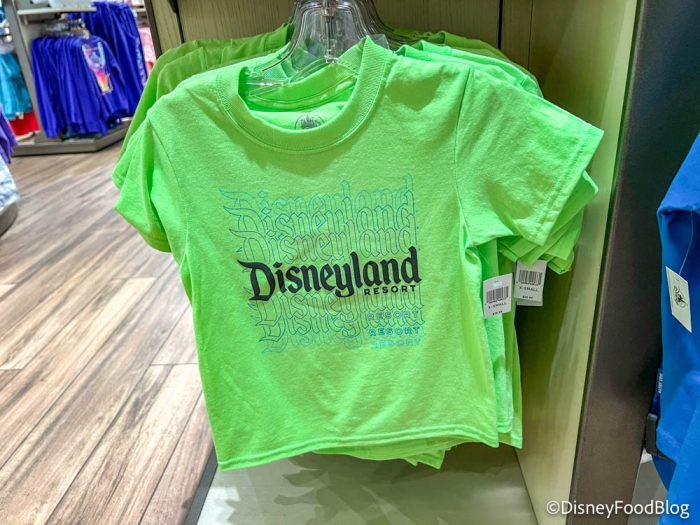 Disneyland
Disneyland
Disneyland
RESORT
Disneyland
RESORT
RESORT
RESORT
X-SMALL
X-SMALL
©DisneyFoodBlog